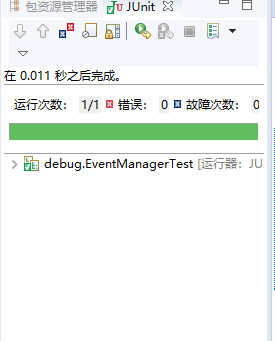 包资源管理器 JUnit
在 0.011 秒之后完成。
运行次数： 1/1 错误： 0 故障次数： 0
debug.EventManagerTest [运行器：JU